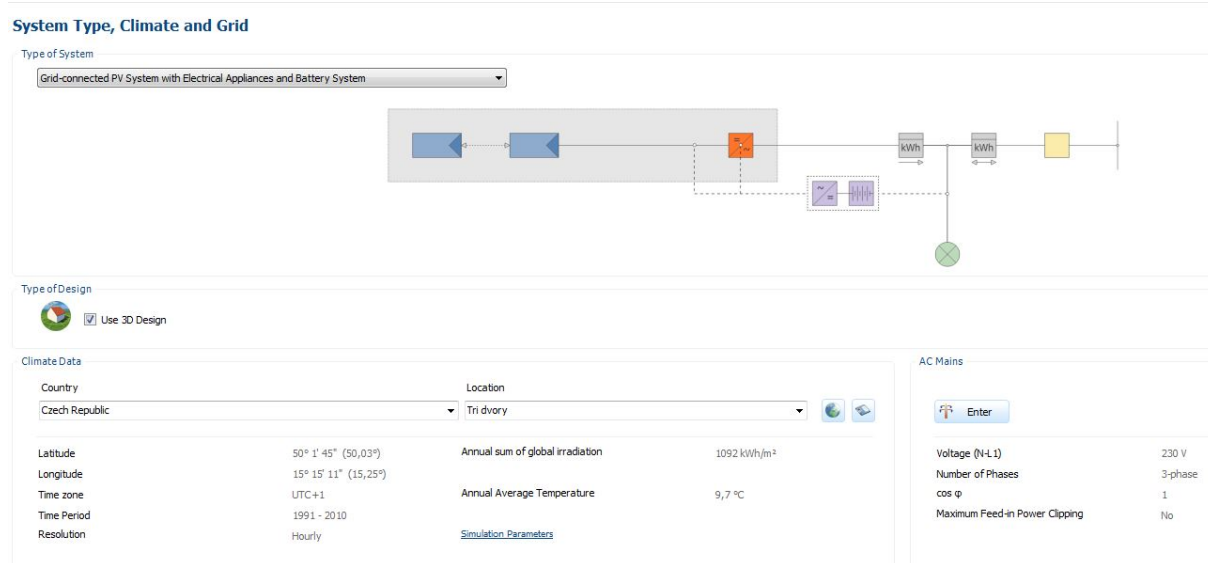 System Type, Climate and Grid
Type of System
Grid-connected PV System with Electrical Appliances and Battery System
kWh
kWh
Type of Design
Use 3D Design
Climate Data
Country
Location
Czech Republic
Tri dvory
Latitude
50° 1' 45" (50,03°)
Annual sum of global irradiation
1092 kWh/m²
Longitude
15° 15' 11" (15,25°)
Time zone
UTC+1
Annual Average Temperature
9,7 °C
Time Period
1991 - 2010
Resolution
Hourly
Simulation Parameters
AC Mains
Enter
Voltage (N-L1)
230 V
Number of Phases
3-phase
cos φ
1
Maximum Feed-in Power Clipping
No